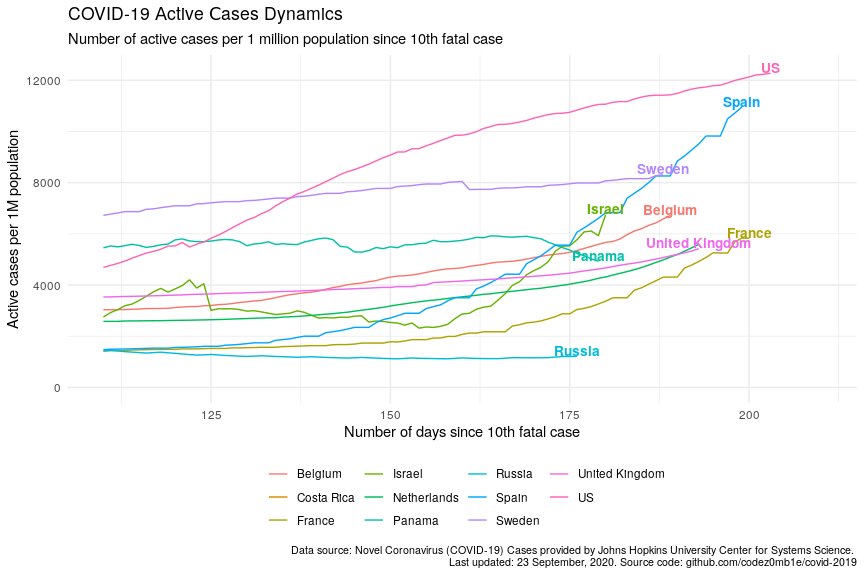 COVID-19 Active Cases Dynamics
Number of active cases per 1 million population since 10th fatal case
Active cases per 1M population
12000
8000
4000
0
US
Spain
Sweden
Israel
Belgium
France
United Kingdom
Panama
Russia
125
150
175
200
Number of days since 10th fatal case
Belgium
Israel
Russia
United Kingdom
Costa Rica
Netherlands
Spain
US
France
Panama
Sweden
Data source: Novel Coronavirus (COVID-19) Cases provided by Johns Hopkins University Center for Systems Science.
Last updated: 23 September, 2020. Source code: github.com/codez0mb1e/covid-2019